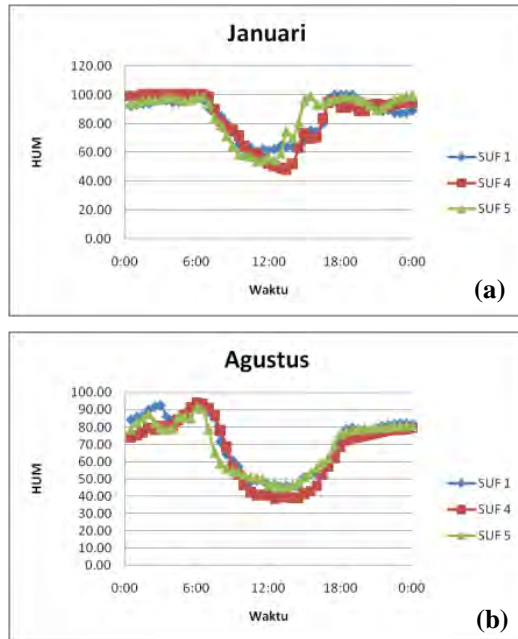 Januari
120.00
100.00
80.00
60.00
40.00
20.00
0.00
HUM
0:00 6:00 12:00 18:00 0:00
Waktu
SUF 1
SUF 4
SUF 5
(a)
Agustus
100.00
90.00
80.00
70.00
60.00
50.00
40.00
30.00
20.00
10.00
0.00
HUM
0:00 6:00 12:00 18:00 0:00
Waktu
SUF 1
SUF 4
SUF 5
(b)